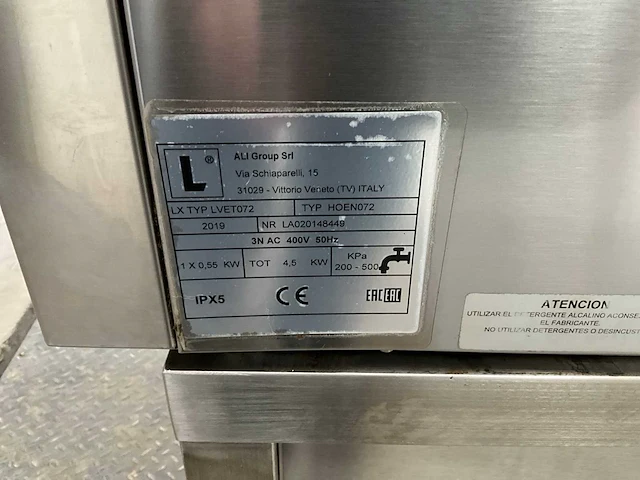 L®
ALI Group Srl
Via Schiaparelli, 15
31029 - Vittorio Veneto (TV) ITALY
LX TYP LVET072 TYP HOEN072
2019 NR LA020148449
3N AC 400V 50Hz
1 X 0,55 KW TOT 4,5 KW KPa
200 - 500
IPX5 CE EAC EAC
ATENCION
UTILIZAR EL DETERGENTE ALCALINO
EL FABRICANTE.
NO UTILIZAR DETERGENTES O